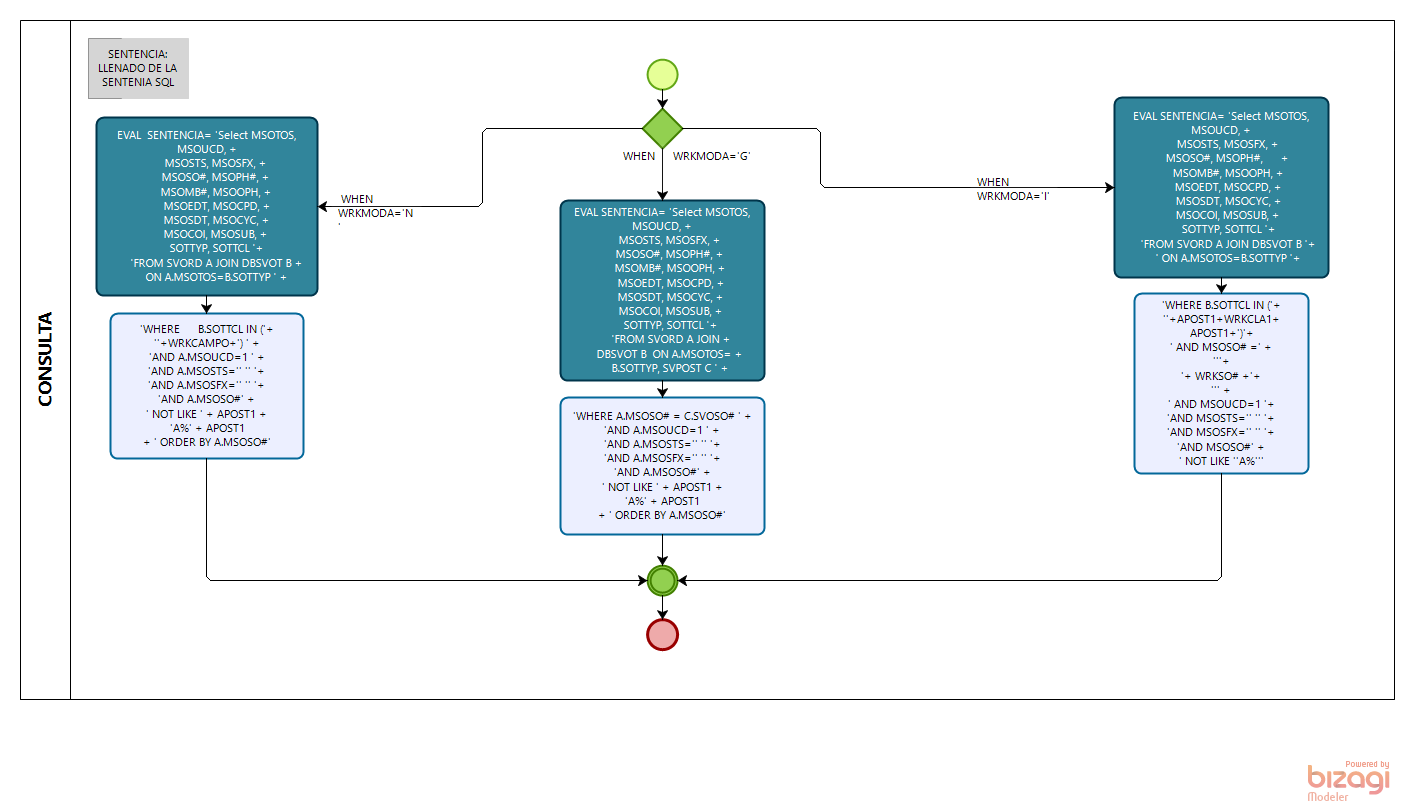 CONSULTA
SENTENCIA:
LLENADO DE LA
SENTENIA SQL
WHEN
WRKMODA='N
'
EVAL  SENTENCIA= 'Select MSOTOS,
MSOUCD, +
MSOSTS, MSOSFX, +
MSOSO#, MSOPH#, +
MSOMB#, MSOOPH, +
MSOEDT, MSOCPD, +
MSOSDT, MSOCYC, +
MSOCOI, MSOSUB, +
SOTTYP, SOTTCL '+
'FROM SVORD A JOIN DBSVOT B +
ON A.MSOTOS=B.SOTTYP ' +
'WHERE     B.SOTTCL IN ('+
''+WRKCAMPO+') ' +
'AND A.MSOUCD=1 ' +
'AND A.MSOSTS='' '' '+
'AND A.MSOSFX='' '' '+
'AND A.MSOSO#' +
' NOT LIKE ' + APOST1 +
'A%' + APOST1
+ ' ORDER BY A.MSOSO#'
WHEN    WRKMODA='G'
EVAL SENTENCIA= 'Select MSOTOS,
MSOUCD, +
MSOSTS, MSOSFX, +
MSOSO#, MSOPH#, +
MSOMB#, MSOOPH, +
MSOEDT, MSOCPD, +
MSOSDT, MSOCYC, +
MSOCOI, MSOSUB, +
SOTTYP, SOTTCL '+
'FROM SVORD A JOIN +
DBSVOT B  ON A.MSOTOS= +
B.SOTTYP, SVPOST C ' +
'WHERE A.MSOSO# = C.SVOSO# ' +
'AND A.MSOUCD=1 ' +
'AND A.MSOSTS='' '' '+
'AND A.MSOSFX='' '' '+
'AND A.MSOSO#' +
' NOT LIKE ' + APOST1 +
'A%' + APOST1
+ ' ORDER BY A.MSOSO#'
WHEN
WRKMODA='I'
EVAL SENTENCIA= 'Select MSOTOS,
MSOUCD, +
MSOSTS, MSOSFX, +
MSOSO#, MSOPH#,      +
MSOMB#, MSOOPH, +
MSOEDT, MSOCPD, +
MSOSDT, MSOCYC, +
MSOCOI, MSOSUB, +
SOTTYP, SOTTCL '+
'FROM SVORD A JOIN DBSVOT B '+
' ON A.MSOTOS=B.SOTTYP '+
'WHERE B.SOTTCL IN ('+
''+APOST1+WRKCLA1+
APOST1+')'+
' AND MSOSO# =' +
'''+
'+ WRKSO# +'+
''' +
' AND MSOUCD=1 '+
'AND MSOSTS='' '' '+
'AND MSOSFX='' '' '+
'AND MSOSO#' +
' NOT LIKE ''A%'''
Powered by
bizagi
Modeler